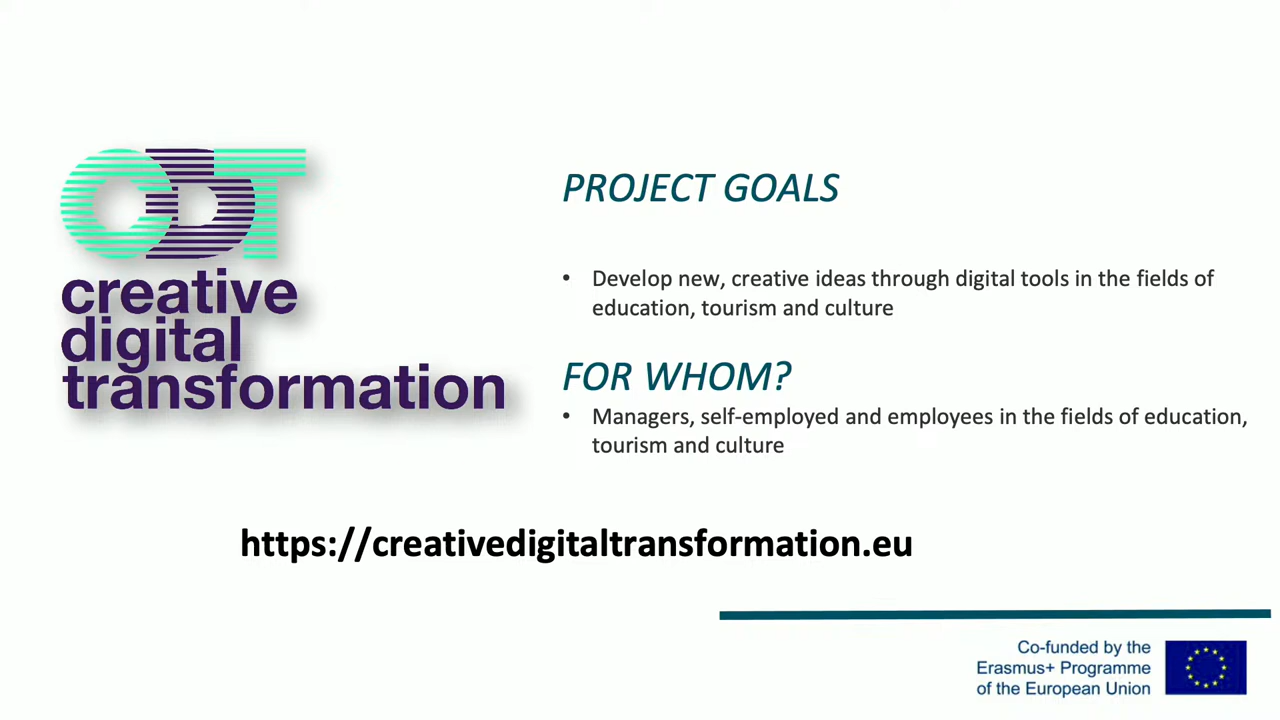 CDT
creative
digital
transformation
PROJECT GOALS
• Develop new, creative ideas through digital tools in the fields of
education, tourism and culture
FOR WHOM?
• Managers, self-employed and employees in the fields of education,
tourism and culture
https://creativedigitaltransformation.eu
Co-funded by the
Erasmus+ Programme
of the European Union